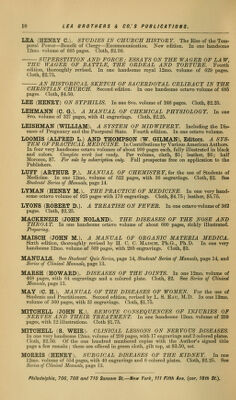 18 LEA BROTHERS & CO.'S PUBLICATIONS.
LEA (HENRY C.). STUDIES IN CHURCH HISTORY. The Rise of the Tem-
poral Power—Benefit of Clergy—Excommunication. New edition. In one handsome
12mo. volume of 605 pages. Cloth, $2.50.
—— SUPERSTITION AND FORCE; ESSAYS ON THE WAGER OF LAW,
THE WAGER OF BATTLE, THE ORDEAL AND TORTURE. Fourth
edition, thoroughly revised. In one handsome royal 12mo. volume of 629 pages.
Cloth, $2.75.
—— AN HISTORICAL SKETCH OF SACERDOTAL CELIBACY IN THE
CHRISTIAN CHURCH. Second edition. In one handsome octavo volume of 685
pages. Cloth, $4.50.
LEE (HENRY) ON SYPHILIS. In one 8vo. volume of 246 pages. Cloth, $2.25.
LEHMANN (C. G.). A MANUAL OF CHEMICAL PHYSIOLOGY. In one
8vo. volume of 327 pages, with 41 engravings. Cloth, $2.25.
LEISHMAN (WILLIAM). A SYSTEM OF MIDWIFERY. Including the Dis-
eases of Pregnancy and the Puerperal State. Fourth edition. In one octavo volume.
LOOMIS (ALFRED L.) AND THOMPSON (W. GILMAN), Editors. A SYS-
TEM OF PRACTICAL MEDICINE. In Contributions by Various American Authors.
In four very handsome octavo volumes of about 900 pages each, fully illustrated in black
and colors. Complete work just ready. Per volume, cloth, $5; leather, $6; half
Morocco, $7. For sale by subscription only. Full prospectus free on application to the
Publishers.
LUFF (ARTHUR P.). MANUAL OF CHEMISTRY, for the use of Students of
Medicine. In one 12mo. volume of 522 pages, with 36 engravings. Cloth, $2. See
Student's Series of Manuals, page 14.
LYMAN (HENRY M.). THE PRACTICE OF MEDICINE. In one very hand-
some octavo volume of 925 pages with 170 engravings. Cloth, $4.75; leather, $5.75.
LYONS (ROBERT D.). A TREATISE ON FEVER. In one octavo volume of 362
pages. Cloth, $2.25.
MACKENZIE (JOHN NOLAND). THE DISEASES OF THE NOSE AND
THROAT. In one handsome octavo volume of about 600 pages, richly illustrated.
Preparing.
MAISCH (JOHN M.). A MANUAL OF ORGANIC MATERIA MEDICA.
Sixth edition, thoroughly revised by H. C. C. MAISCH, Ph.G., Ph.D. In one very
handsome 12mo. volume of 509 pages, with 285 engravings. Cloth, $3.
MANUALS. See Student's Quiz Series, page 14, Student's Series of Manuals, page 14, and
Series of Clinical Manuals, page 13.
MARSH (HOWARD). DISEASES OF THE JOINTS. In one 12mo. volume of
468 pages, with 64 engravings and a colored plate. Cloth, $2. See Series of Clinical
Manuals, page 13.
MAY (C. H.). MANUAL OF THE DISEASES OF WOMEN. For the use of
Students and Practitioners. Second edition, revised by L. S. RAU, M.D. In one 12mo.
volume of 360 pages, with 31 engravings. Cloth, $1.75.
MITCHELL (JOHN K.). REMOTE CONSEQUENCES OF INJURIES OF
NERVES AND THEIR TREATMENT. In one handsome 12mo. volume of 239
pages, with 12 illustrations. Cloth, $1.75.
MITCHELL (S. WEIR). CLINICAL LESSONS ON NERVOUS DISEASES.
In one very handsome 12mo. volume of 299 pages, with 17 engravings and 2 colored plates.
Cloth, $2.50. Of the one hundred numbered copies with the Author's signed title
page a few remain; these are offered in green cloth, gilt top, at $3.50, net.
MORRIS (HENRY). SURGICAL DISEASES OF THE KIDNEY. In one
12mo. volume of 554 pages, with 40 engravings and 6 colored plates. Cloth, $2.25. See
Series of Clinical Manuals, page 13.
Philadelphia, 706, 708 and 710 Sansom St.—New York, 111 Fifth Ave. (cor. 18th St.).